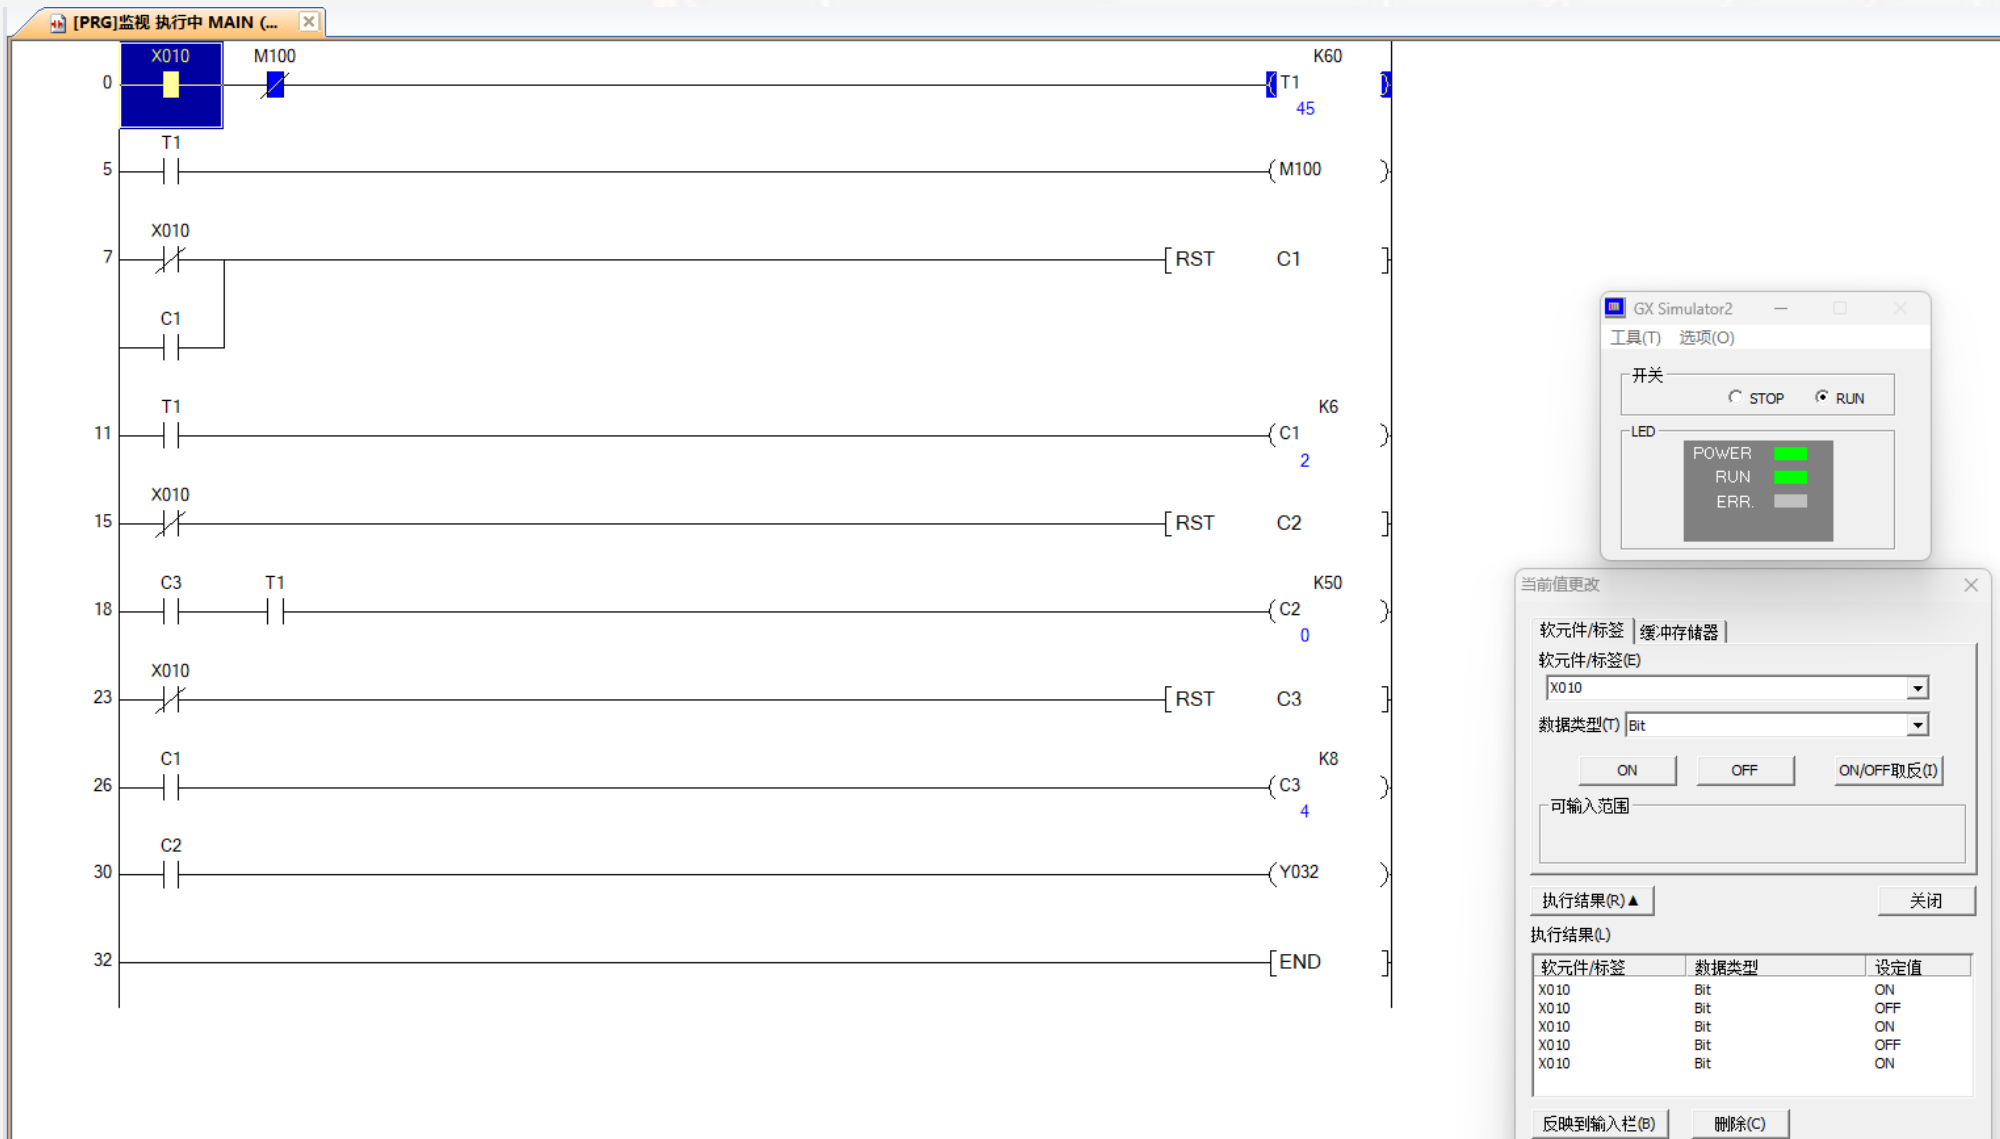 [PRG]监视 执行中 MAIN (...
X010 M100 K60
0 T1
45
T1
5 M100
X010
7 RST C1
C1
T1 K6
11 C1
2
X010
15 RST C2
C3 T1 K50
18 C2
0
X010
23 RST C3
C1 K8
26 C3
4
C2
30 Y032
32 END
GX Simulator2
工具(T) 选项(O)
开关
STOP RUN
LED
POWER
RUN
ERR.
当前值更改
软元件/标签 缓冲存储器
软元件/标签(E)
X010
数据类型(T) Bit
ON OFF ON/OFF取反(I)
可输入范围
执行结果(R)▲ 关闭
执行结果(L)
软元件/标签 数据类型 设定值
X010 Bit ON
X010 Bit OFF
X010 Bit ON
X010 Bit OFF
X010 Bit ON
反映到输入栏(B) 删除(C)